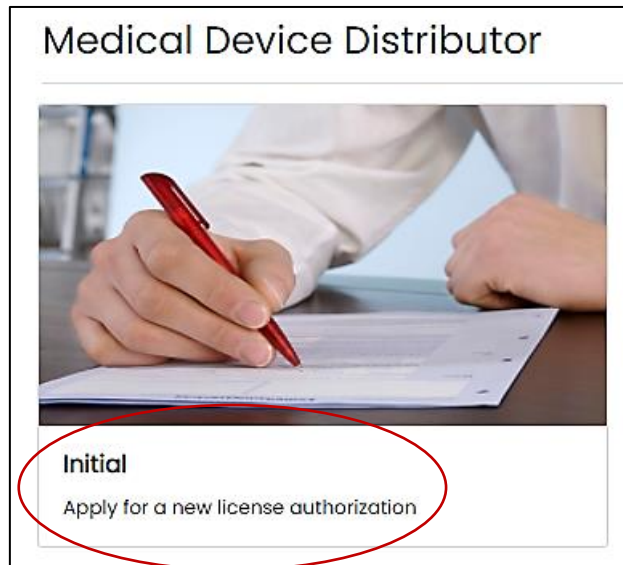 Medical Device Distributor
Initial
Apply for a new license authorization